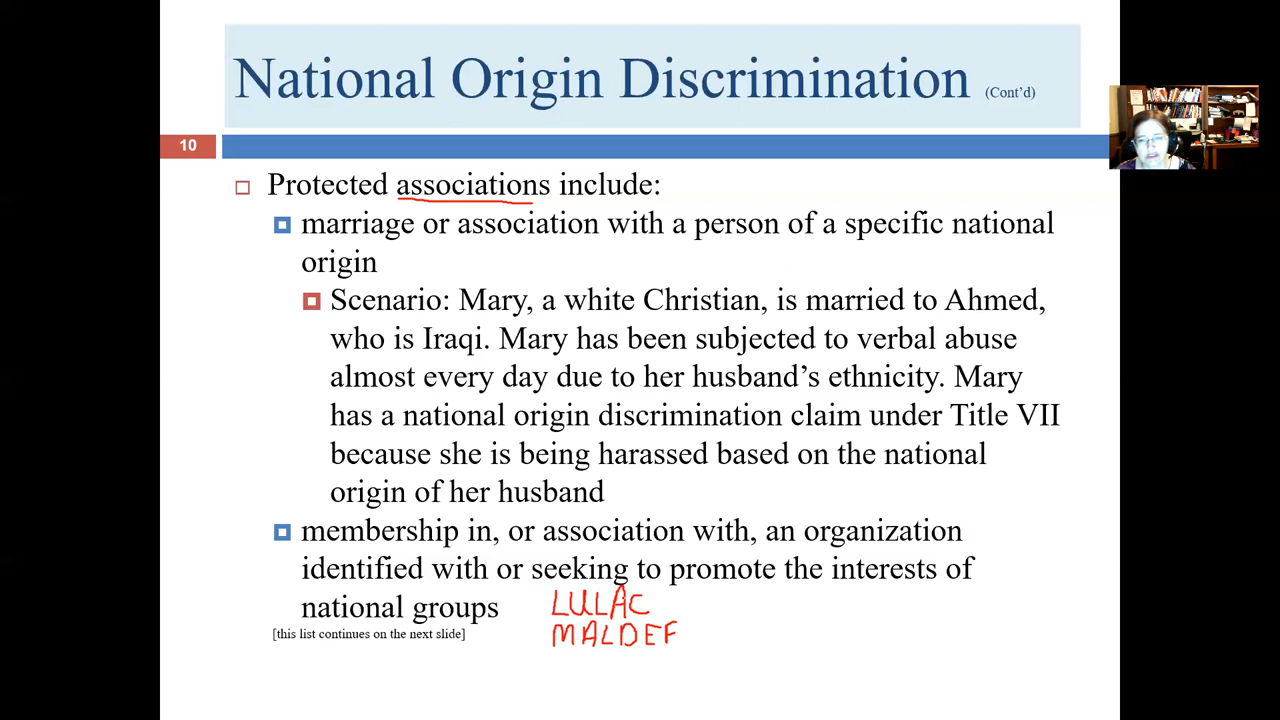 National Origin Discrimination (Cont’d)
10
Protected associations include:
marriage or association with a person of a specific national
origin
Scenario: Mary, a white Christian, is married to Ahmed,
who is Iraqi. Mary has been subjected to verbal abuse
almost every day due to her husband’s ethnicity. Mary
has a national origin discrimination claim under Title VII
because she is being harassed based on the national
origin of her husband
membership in, or association with, an organization
identified with or seeking to promote the interests of
national groups
LULAC
[this list continues on the next slide]
MALDEF